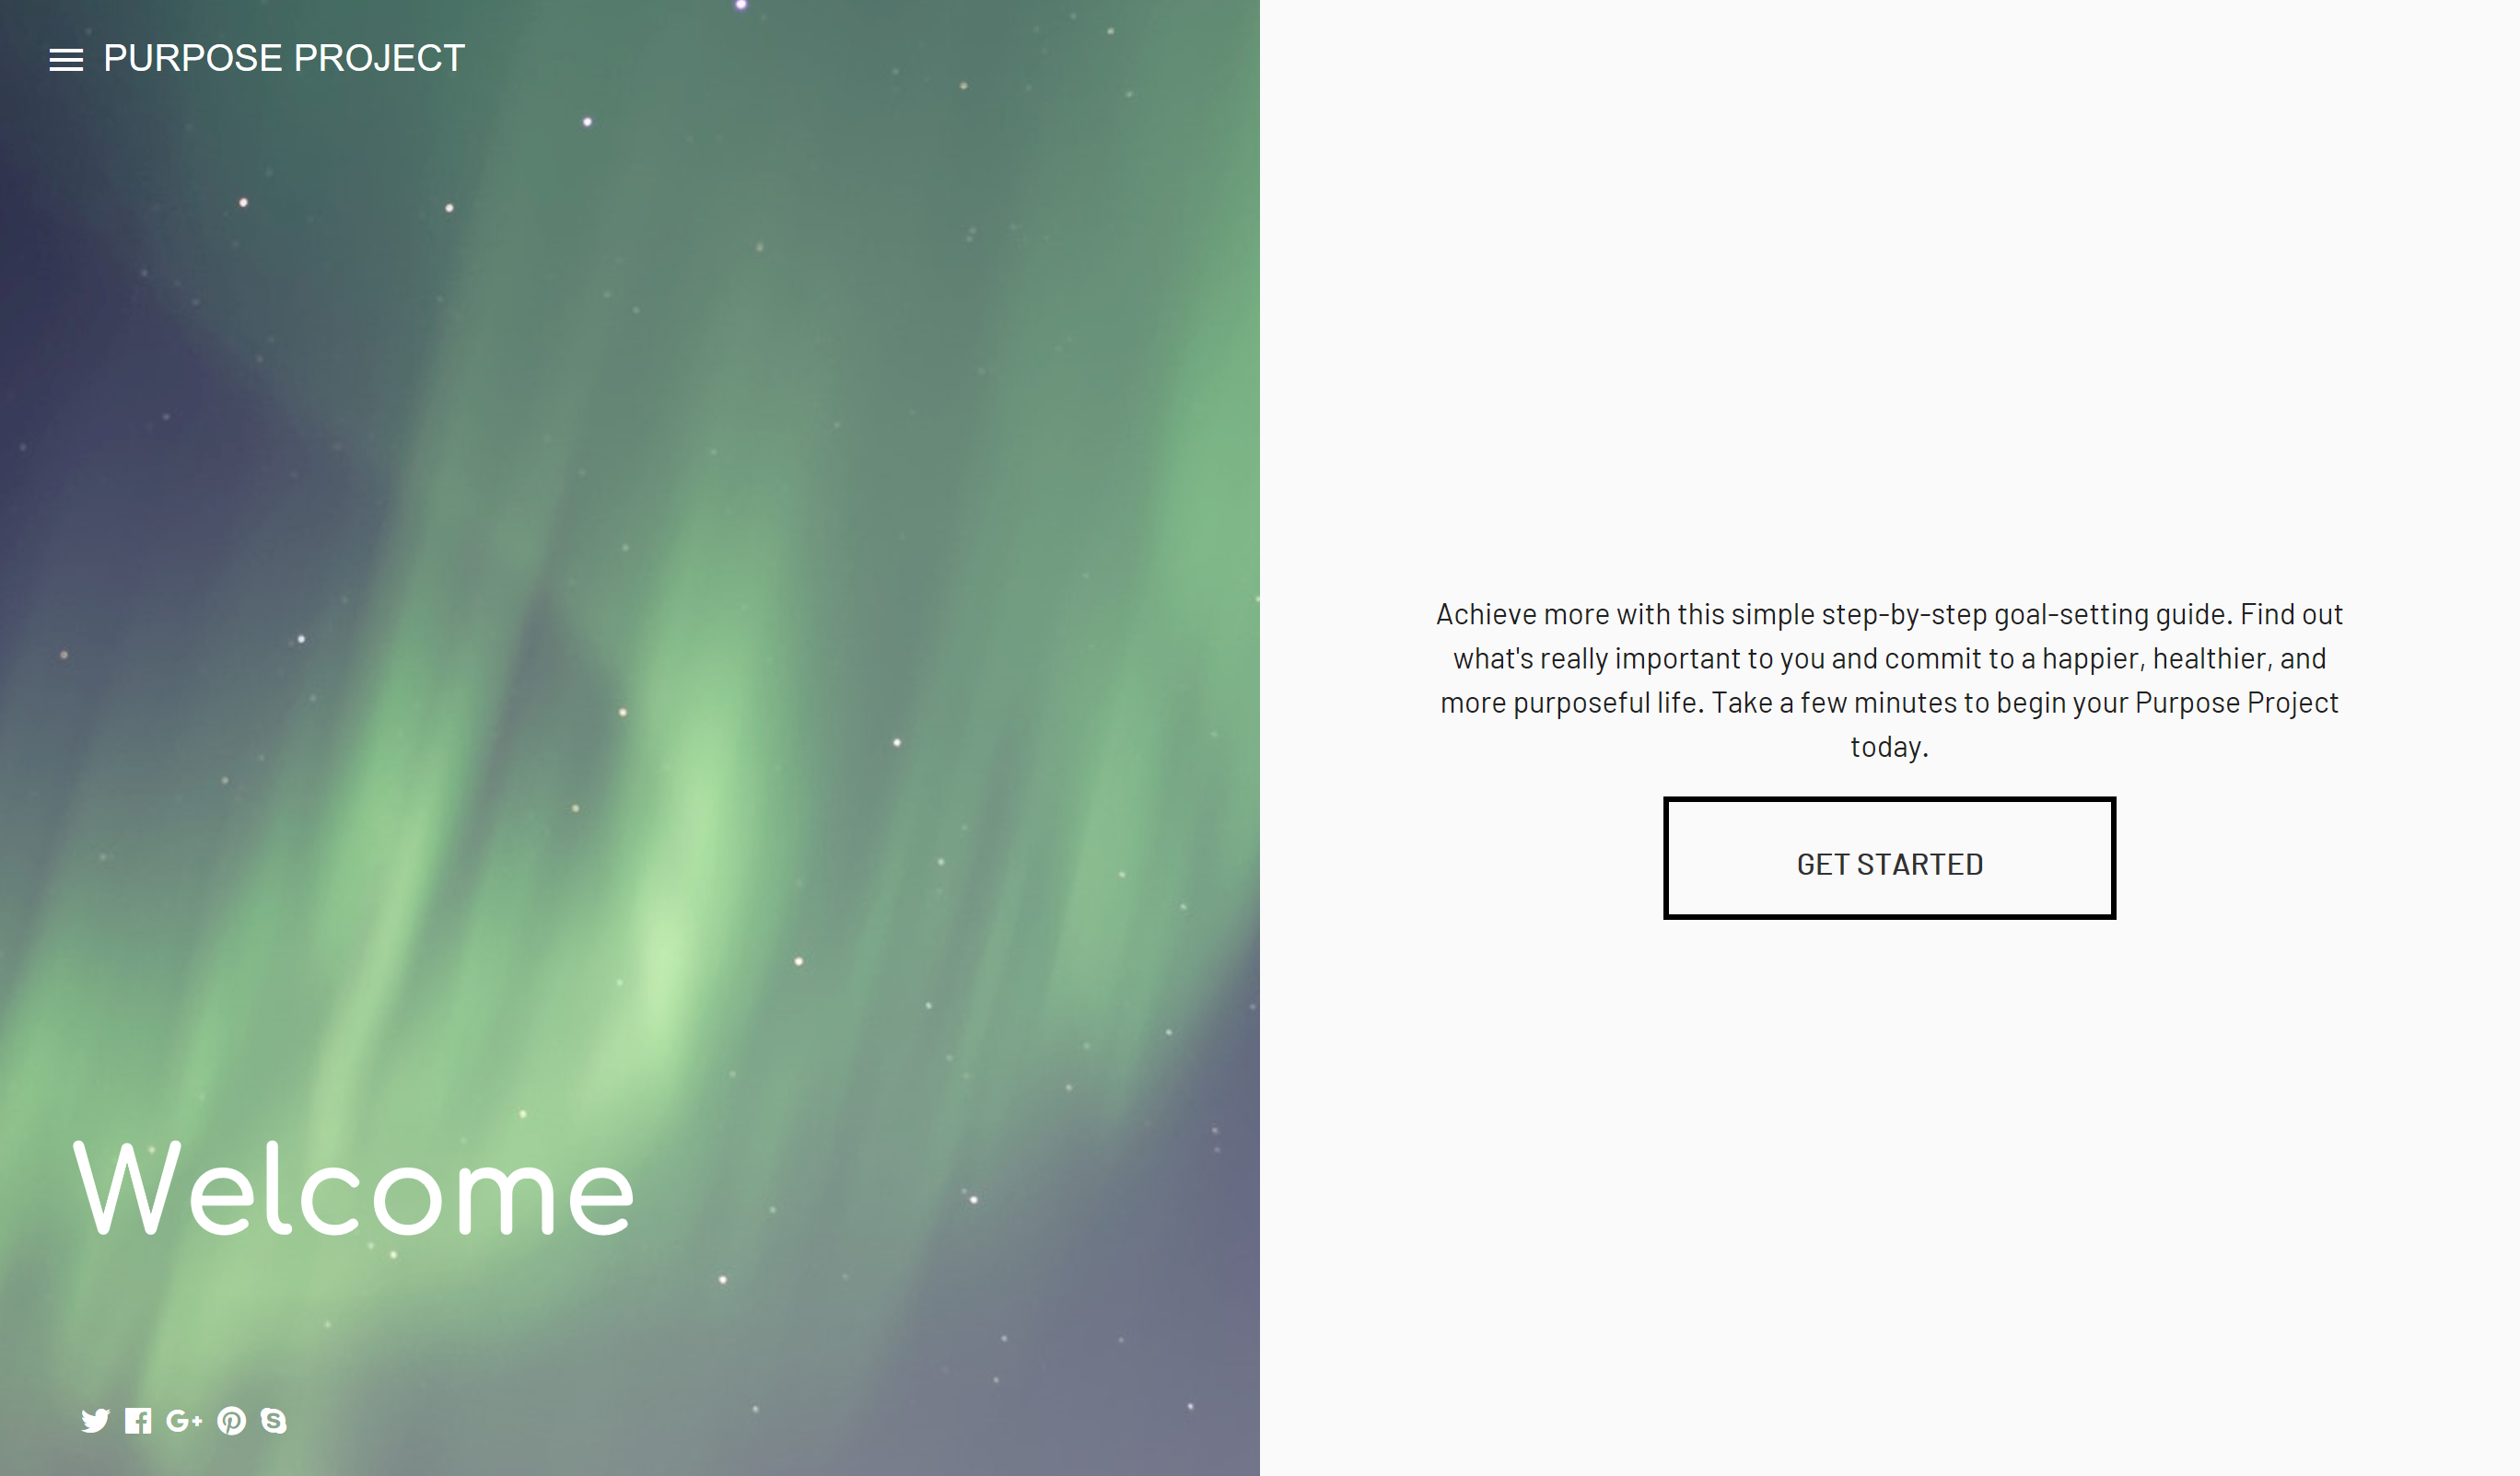 PURPOSE PROJECT
Welcome
Achieve more with this simple step-by-step goal-setting guide. Find out
what's really important to you and commit to a happier, healthier, and
more purposeful life. Take a few minutes to begin your Purpose Project
today.
GET STARTED